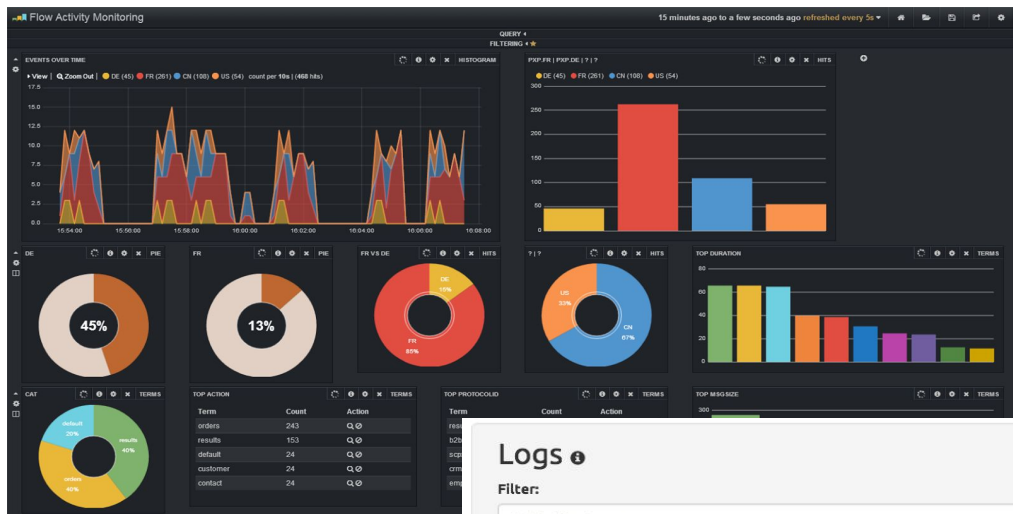 Flow Activity Monitoring
15 minutes ago to a few seconds ago refreshed every 5s
QUERY
FILTERING
EVENTS OVER TIME
HISTOGRAM
View | Zoom Out | DE (45) FR (261) CN (108) US (54) count per 10s | (468 hits)
17.5
15.0
12.5
10.0
7.5
5.0
2.5
0.0
15:54:00 15:56:00 15:58:00 16:00:00 16:02:00 16:04:00 16:06:00 16:08:00
PXP.FR | PXP.DE | ? | ?
HITS
DE (45) FR (261) CN (108) US (54)
300
250
200
150
100
50
0
DE
PIE
45%
FR
PIE
13%
FR VS DE
HITS
DE
15%
FR
85%
? | ?
HITS
US
33%
CN
67%
TOP DURATION
TERMS
80
60
40
20
0
CAT
TERMS
default
20%
results
40%
orders
40%
TOP ACTION
TERMS
Term Count Action
orders 243
results 153
default 24
customer 24
contact 24
TOP PROTOCOLID
TERMS
Term Count Action
resu
b2b
scp
crm
emp
TOP MSGSIZE
TERMS
300
Logs
Filter: